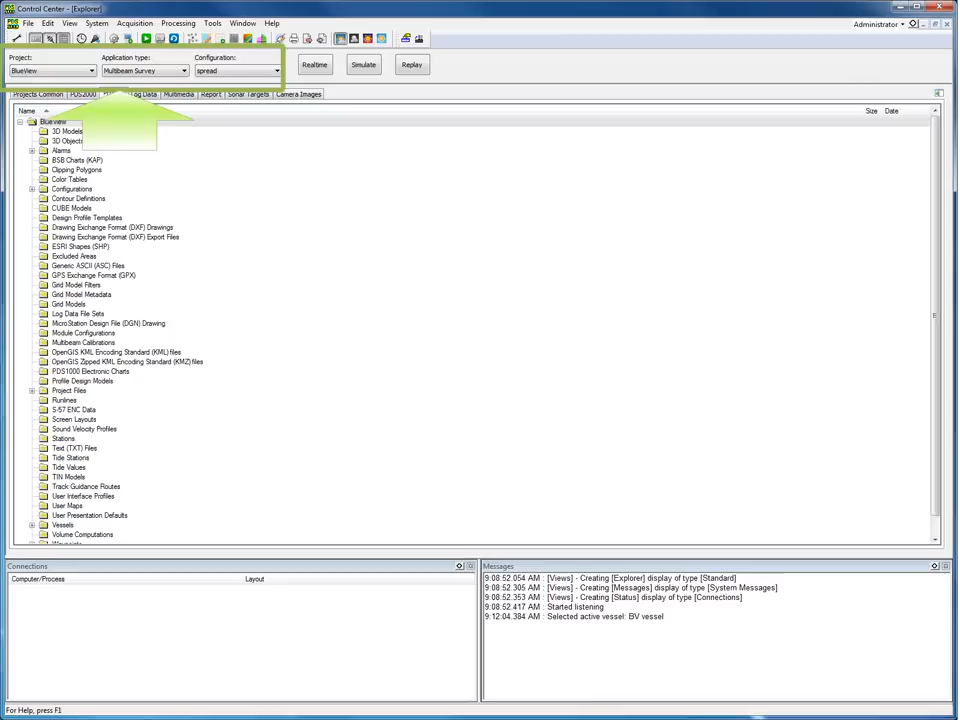 Control Center - [Explorer]
File Edit View System Acquisition Processing Tools Window Help
Administrator
Project: Application type: Configuration:
BlueView Multibeam Survey spread
Realtime Simulate Replay
Projects Common PDS2000 Log Data Multimedia Report Sonar Targets Camera Images
Name Size Date
BlueView
3D Models
3D Objects
Alarms
BSB Charts (KAP)
Clipping Polygons
Color Tables
Configurations
Contour Definitions
CUBE Models
Design Profile Templates
Drawing Exchange Format (DXF) Drawings
Drawing Exchange Format (DXF) Export Files
ESRI Shapes (SHP)
Excluded Areas
Generic ASCII (ASC) Files
GPS Exchange Format (GPX)
Grid Model Filters
Grid Model Metadata
Grid Models
Log Data File Sets
MicroStation Design File (DGN) Drawing
Module Configurations
Multibeam Calibrations
OpenGIS KML Encoding Standard (KML) files
OpenGIS Zipped KML Encoding Standard (KMZ) files
PDS1000 Electronic Charts
Profile Design Models
Project Files
Runlines
S-57 ENC Data
Screen Layouts
Sound Velocity Profiles
Stations
Text (TXT) Files
Tide Stations
Tide Values
TIN Models
Track Guidance Routes
User Interface Profiles
User Maps
User Presentation Defaults
Vessels
Volume Computations
Connections
Computer/Process Layout
Messages
9:08:52.054 AM : [Views] - Creating [Explorer] display of type [Standard]
9:08:52.305 AM : [Views] - Creating [Messages] display of type [System Messages]
9:08:52.353 AM : [Views] - Creating [Status] display of type [Connections]
9:08:52.417 AM : Started listening
9:12:04.384 AM : Selected active vessel: BV vessel
For Help, press F1